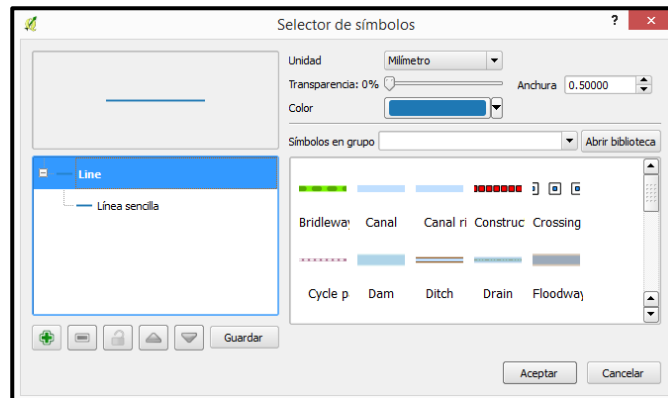 Selector de símbolos
?
×
Unidad
Milímetro
Transparencia: 0%
Anchura
0.50000
Color
Símbolos en grupo
Abrir biblioteca
Line
Línea sencilla
Bridleway
Canal
Canal ri
Construc
Crossing
Cycle p
Dam
Ditch
Drain
Floodway
Guardar
Aceptar
Cancelar